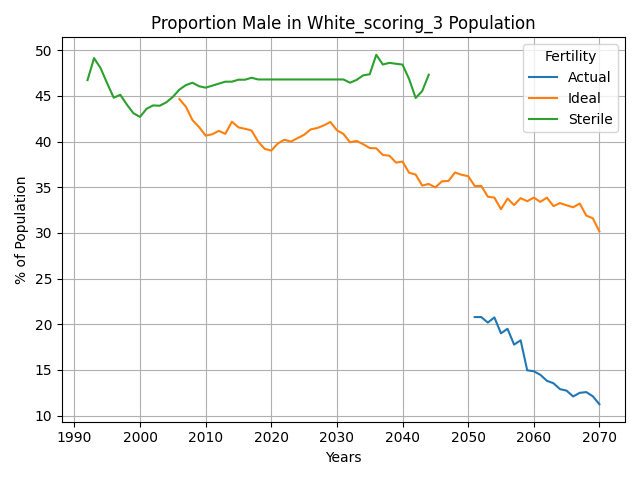 Proportion Male in White_scoring_3 Population
% of Population
50
45
40
35
30
25
20
15
10
Fertility
Actual
Ideal
Sterile
1990 2000 2010 2020 2030 2040 2050 2060 2070
Years